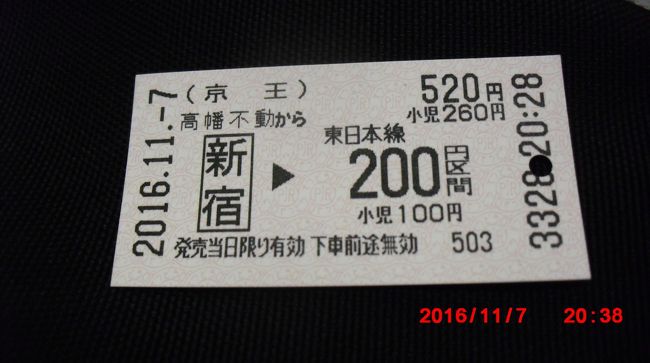 2016.11.-7
(京　王)
520円
小児260円
高幡不動から
東日本線
新宿
▶
200円区間
小児100円
発売当日限り有効 下車前途無効 503
3328 20:28
2016/11/7 20:38